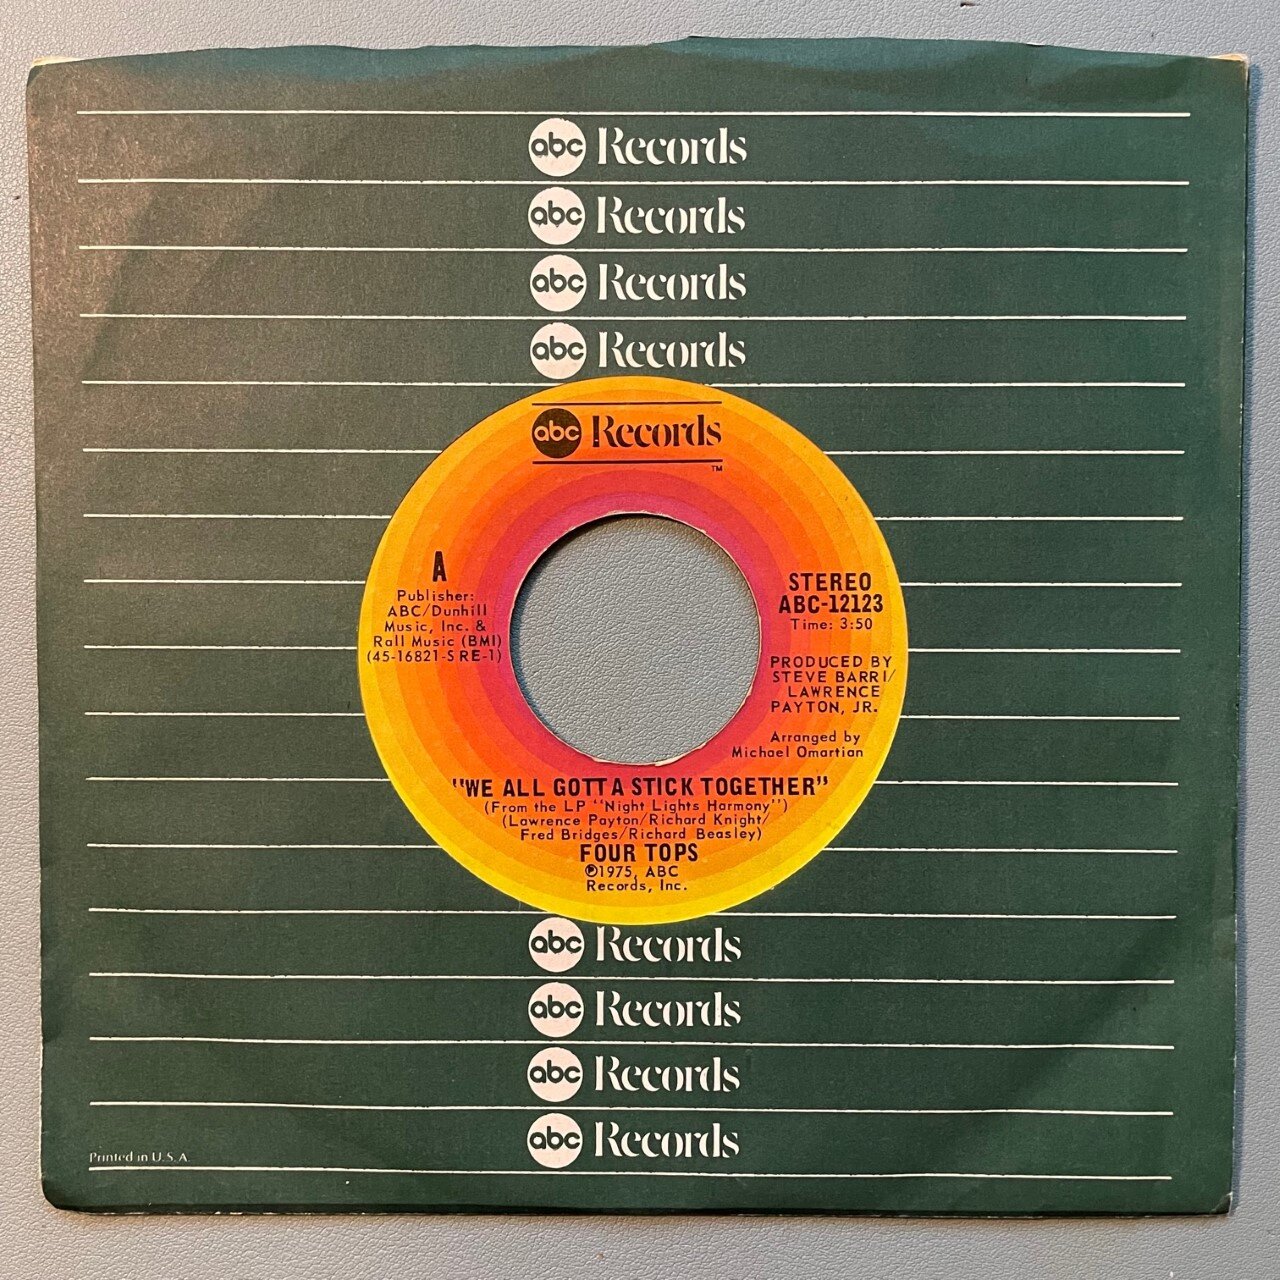 abc Records
abc Records
abc Records
abc Records
abc Records
TM
A
Publisher:
ABC/Dunhill
Music, Inc. &
Rall Music (BMI)
(45-16821-S RE-1)
STEREO
ABC-12123
Time: 3:50
PRODUCED BY
STEVE BARRI/
LAWRENCE
PAYTON, JR.
Arranged by
Michael Omartian
"WE ALL GOTTA STICK TOGETHER"
(From the LP "Night Lights Harmony")
(Lawrence Payton/Richard Knight/
Fred Bridges/Richard Beasley)
FOUR TOPS
℗1975, ABC
Records, Inc.
abc Records
abc Records
abc Records
abc Records
Printed in U.S.A.